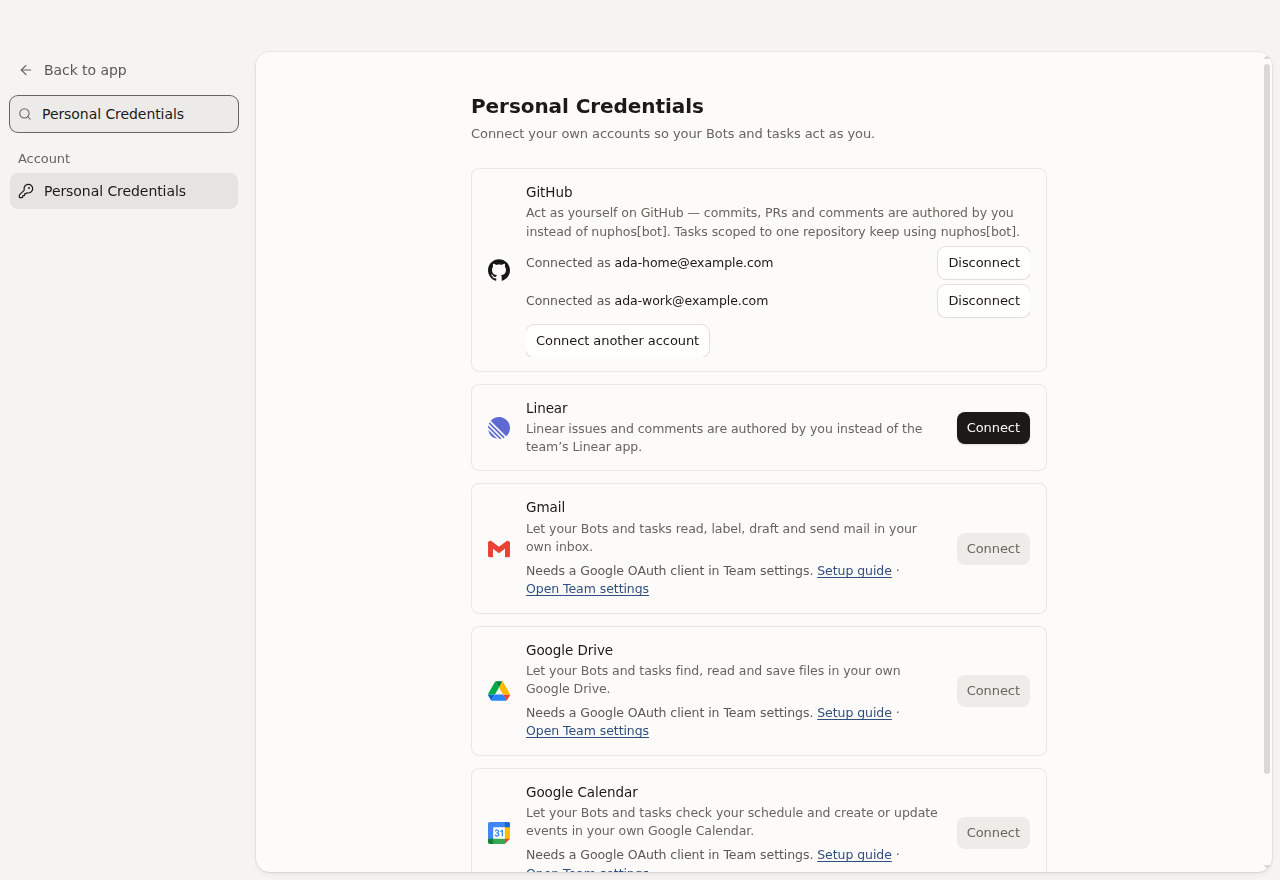 Back to app
Personal Credentials
Account
Personal Credentials
Personal Credentials
Connect your own accounts so your Bots and tasks act as you.
GitHub
Act as yourself on GitHub — commits, PRs and comments are authored by you
instead of nuphos[bot]. Tasks scoped to one repository keep using nuphos[bot].
Connected as ada-home@example.com
Disconnect
Connected as ada-work@example.com
Disconnect
Connect another account
Linear
Linear issues and comments are authored by you instead of the
team’s Linear app.
Connect
Gmail
Let your Bots and tasks read, label, draft and send mail in your
own inbox.
Needs a Google OAuth client in Team settings. Setup guide ·
Open Team settings
Connect
Google Drive
Let your Bots and tasks find, read and save files in your own
Google Drive.
Needs a Google OAuth client in Team settings. Setup guide ·
Open Team settings
Connect
31
Google Calendar
Let your Bots and tasks check your schedule and create or update
events in your own Google Calendar.
Needs a Google OAuth client in Team settings. Setup guide ·
Open Team settings
Connect